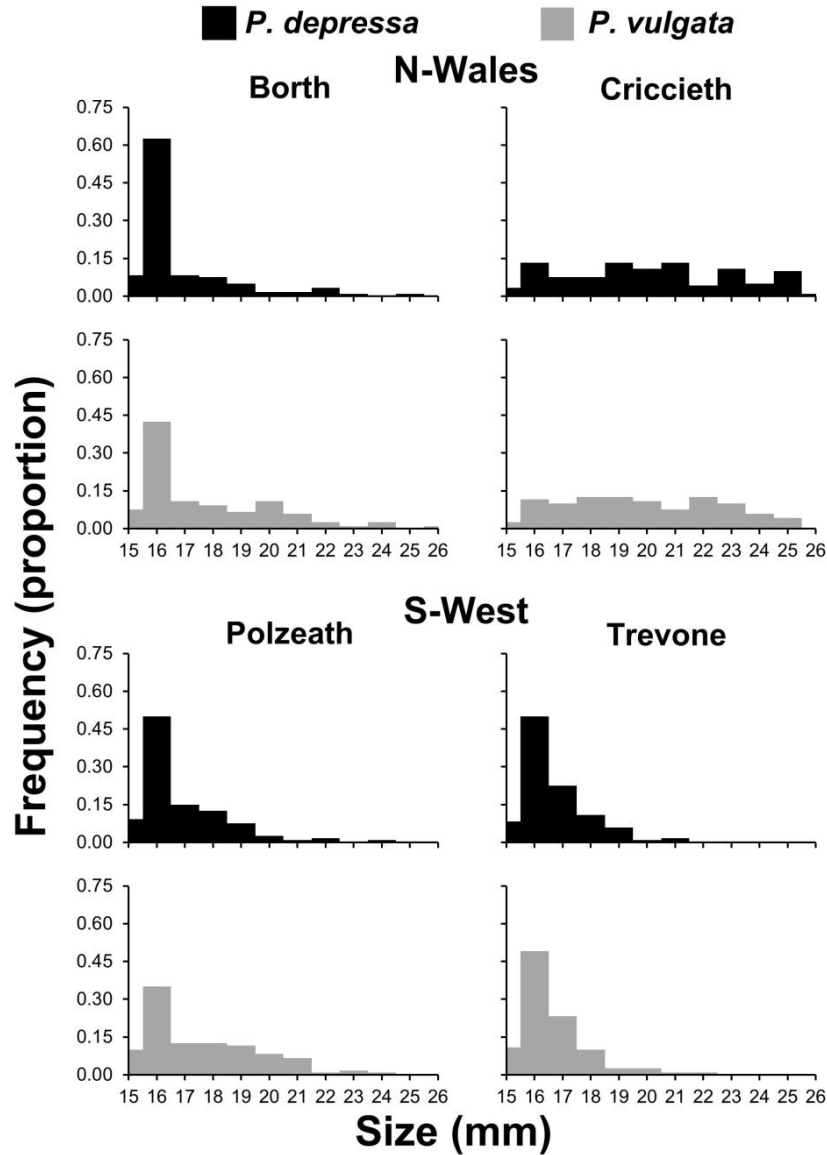 P. depressa P. vulgata
N-Wales
Borth Criccieth
0.75
0.60
0.45
0.30
0.15
0.00
0.75
0.60
0.45
0.30
0.15
0.00
15 16 17 18 19 20 21 22 23 24 25 26 15 16 17 18 19 20 21 22 23 24 25 26
S-West
Polzeath Trevone
0.75
0.60
0.45
0.30
0.15
0.00
0.75
0.60
0.45
0.30
0.15
0.00
15 16 17 18 19 20 21 22 23 24 25 26 15 16 17 18 19 20 21 22 23 24 25 26
Frequency (proportion)
Size (mm)